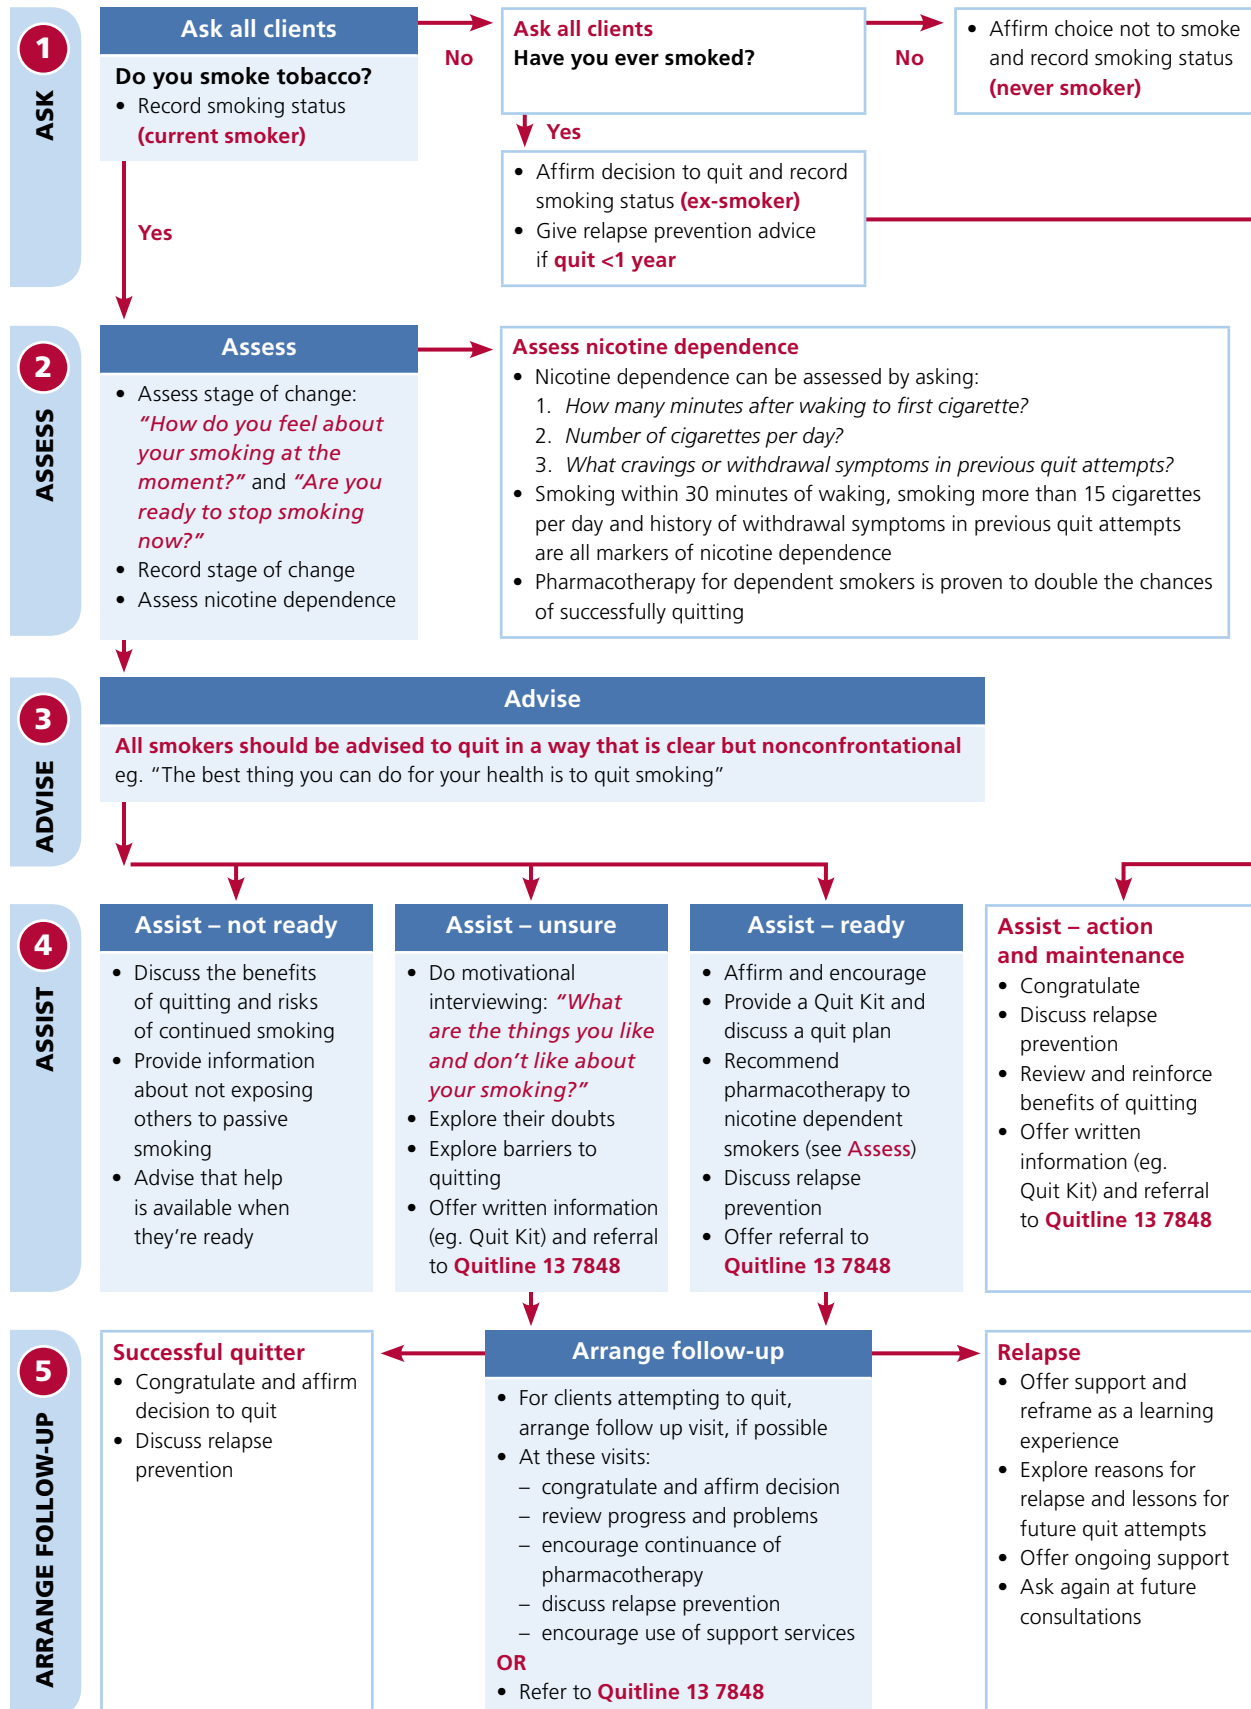 1
ASK
Ask all clients
Do you smoke tobacco?
• Record smoking status
(current smoker)
No
Ask all clients
Have you ever smoked?
No
• Affirm choice not to smoke
and record smoking status
(never smoker)
Yes
• Affirm decision to quit and record
smoking status (ex-smoker)
• Give relapse prevention advice
if quit <1 year
Yes
2
ASSESS
Assess
• Assess stage of change:
“How do you feel about
your smoking at the
moment?” and “Are you
ready to stop smoking
now?”
• Record stage of change
• Assess nicotine dependence
Assess nicotine dependence
• Nicotine dependence can be assessed by asking:
1. How many minutes after waking to first cigarette?
2. Number of cigarettes per day?
3. What cravings or withdrawal symptoms in previous quit attempts?
• Smoking within 30 minutes of waking, smoking more than 15 cigarettes
per day and history of withdrawal symptoms in previous quit attempts
are all markers of nicotine dependence
• Pharmacotherapy for dependent smokers is proven to double the chances
of successfully quitting
3
ADVISE
Advise
All smokers should be advised to quit in a way that is clear but nonconfrontational
eg. “The best thing you can do for your health is to quit smoking”
4
ASSIST
Assist – not ready
• Discuss the benefits
of quitting and risks
of continued smoking
• Provide information
about not exposing
others to passive
smoking
• Advise that help
is available when
they’re ready
Assist – unsure
• Do motivational
interviewing: “What
are the things you like
and don’t like about
your smoking?”
• Explore their doubts
• Explore barriers to
quitting
• Offer written information
(eg. Quit Kit) and referral
to Quitline 13 7848
Assist – ready
• Affirm and encourage
• Provide a Quit Kit and
discuss a quit plan
• Recommend
pharmacotherapy to
nicotine dependent
smokers (see Assess)
• Discuss relapse
prevention
• Offer referral to
Quitline 13 7848
Assist – action
and maintenance
• Congratulate
• Discuss relapse
prevention
• Review and reinforce
benefits of quitting
• Offer written
information (eg.
Quit Kit) and referral
to Quitline 13 7848
5
ARRANGE FOLLOW-UP
Successful quitter
• Congratulate and affirm
decision to quit
• Discuss relapse
prevention
Arrange follow-up
• For clients attempting to quit,
arrange follow up visit, if possible
• At these visits:
– congratulate and affirm decision
– review progress and problems
– encourage continuance of
pharmacotherapy
– discuss relapse prevention
– encourage use of support services
OR
• Refer to Quitline 13 7848
Relapse
• Offer support and
reframe as a learning
experience
• Explore reasons for
relapse and lessons for
future quit attempts
• Offer ongoing support
• Ask again at future
consultations